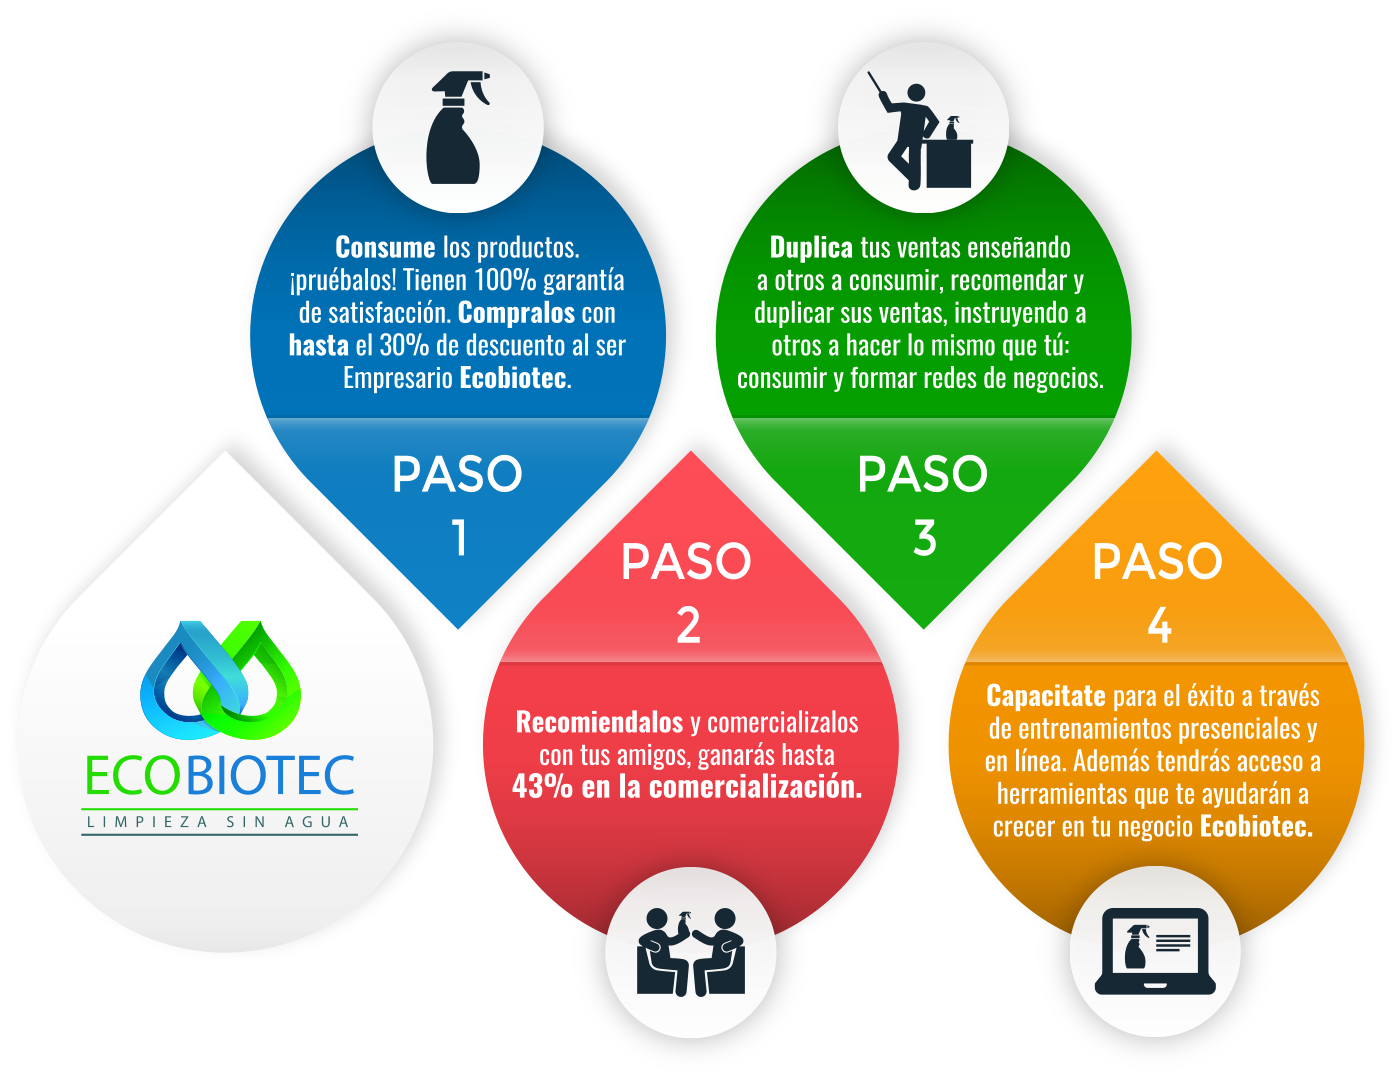 Consume los productos.
¡pruébalos! Tienen 100% garantía
de satisfacción. Compralos con
hasta el 30% de descuento al ser
Empresario Ecobiotec.
PASO
1
Recomiendalos y comercializalos
con tus amigos, ganarás hasta
43% en la comercialización.
PASO
2
Duplica tus ventas enseñando
a otros a consumir, recomendar y
duplicar sus ventas, instruyendo a
otros a hacer lo mismo que tú:
consumir y formar redes de negocios.
PASO
3
PASO
4
Capacitate para el éxito a través
de entrenamientos presenciales y
en línea. Además tendrás acceso a
herramientas que te ayudarán a
crecer en tu negocio Ecobiotec.
ECOBIOTEC
LIMPIEZA SIN AGUA